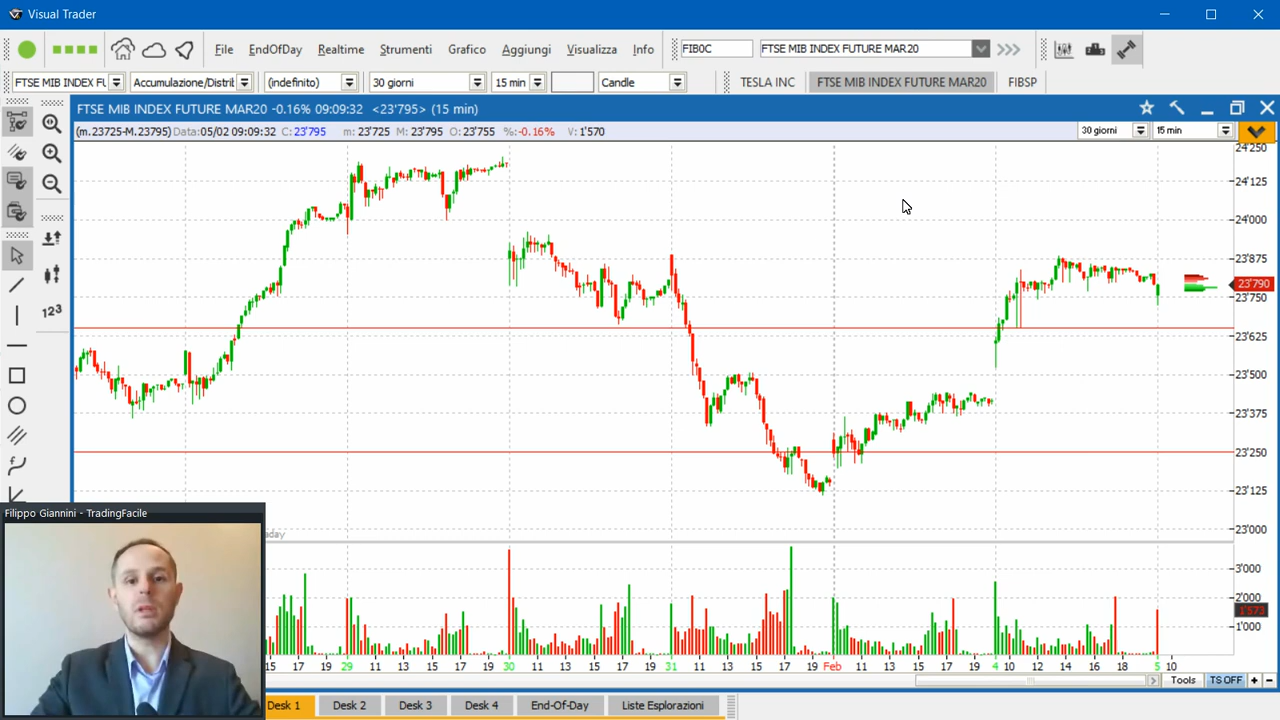 Visual Trader
File EndOfDay Realtime Strumenti Grafico Aggiungi Visualizza Info FIB0C FTSE MIB INDEX FUTURE MAR20
FTSE MIB INDEX FU Accumulazione/Distrib (indefinito) 30 giorni 15 min Candle TESLA INC FTSE MIB INDEX FUTURE MAR20 FIBSP
FTSE MIB INDEX FUTURE MAR20 -0.16% 09:09:32 <23'795> (15 min)
(m.23725-M.23795) Data: 05/02 09:09:32 C: 23'795 m: 23'725 M: 23'795 O: 23'755 %: -0.16% V: 1'570 30 giorni 15 min
24'250
24'125
24'000
23'875
23'790
23'750
123
23'625
23'500
23'375
23'250
23'125
23'000
Filippo Giannini - TradingFacile
3'000
2'000
1'573
1'000
15 17 19 29 11 13 15 17 19 30 11 13 15 17 19 31 11 13 15 17 19 Feb 11 13 15 17 19 4 10 12 14 16 18 5 10
Tools TS OFF
Desk 1 Desk 2 Desk 3 Desk 4 End-Of-Day Liste Esplorazioni